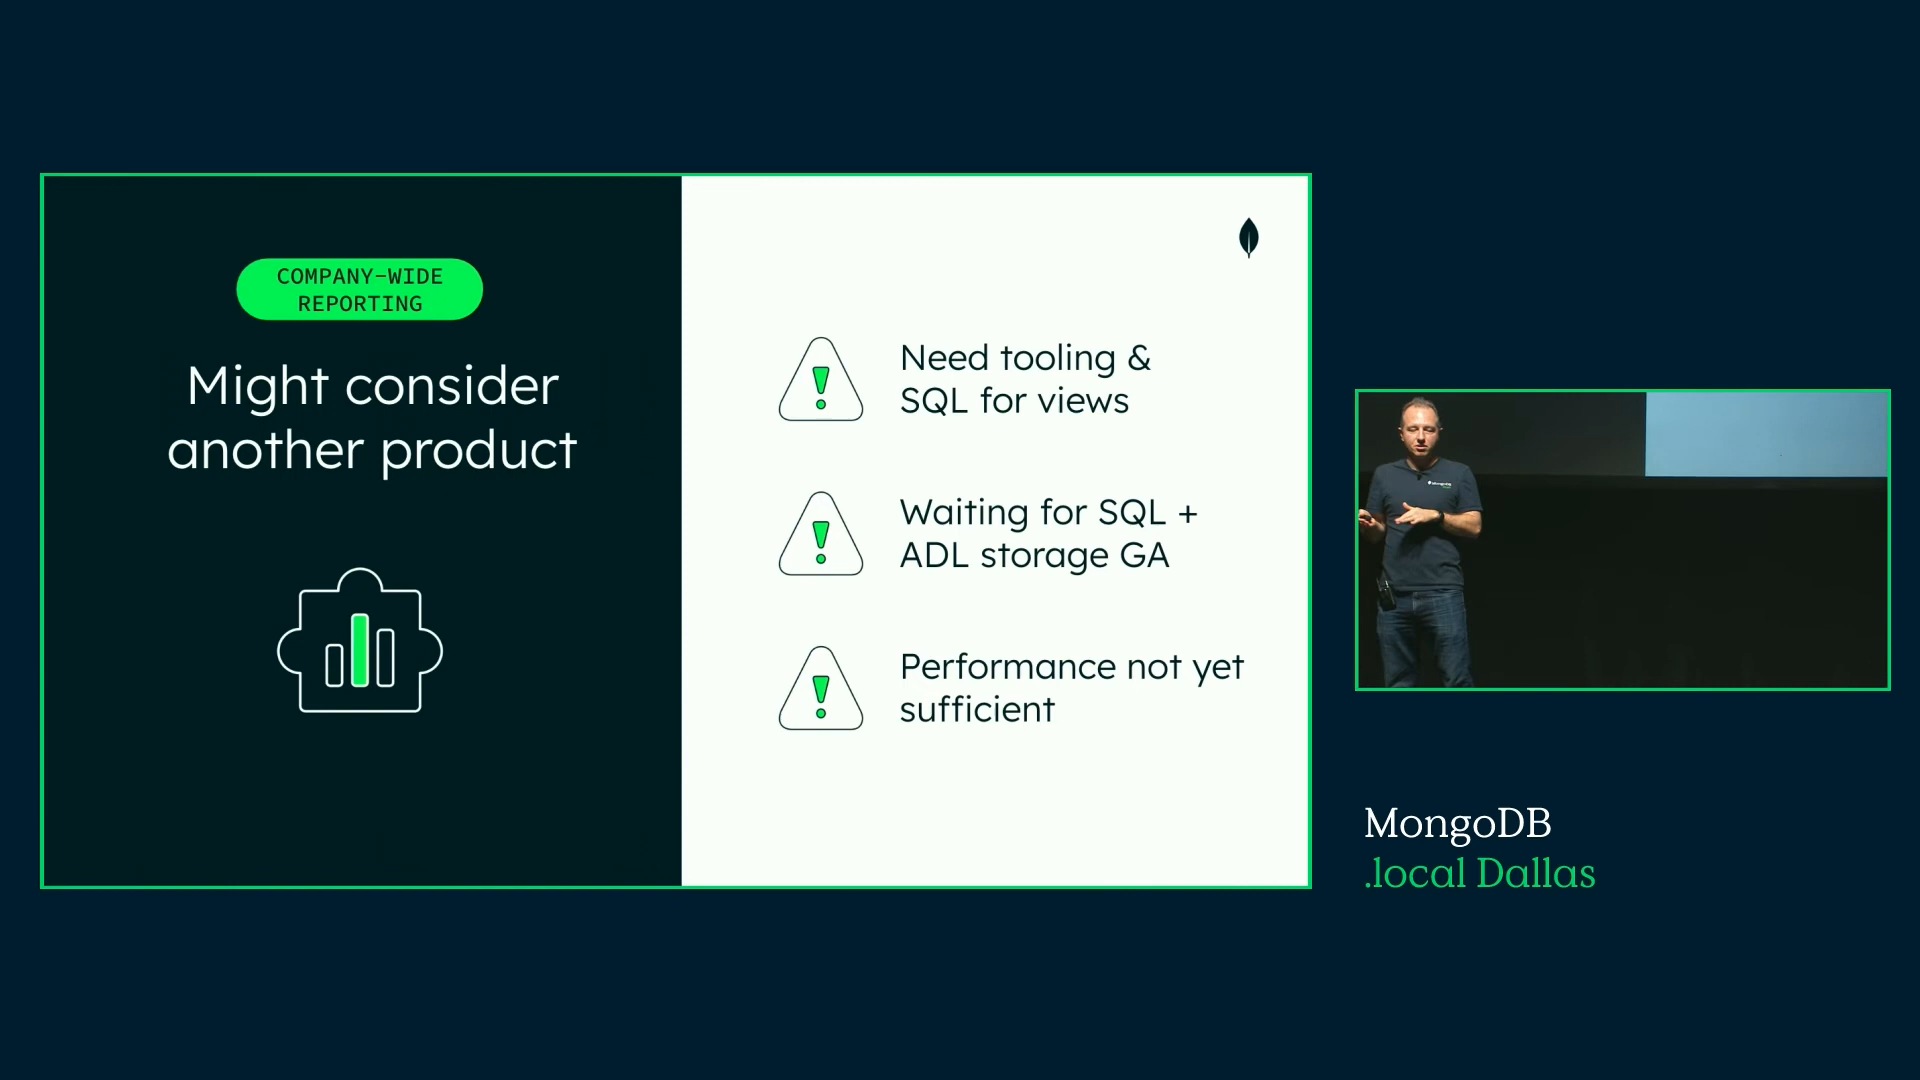 COMPANY-WIDE
REPORTING
Might consider
another product
Need tooling &
SQL for views
Waiting for SQL +
ADL storage GA
Performance not yet
sufficient
MongoDB
MongoDB
.local Dallas